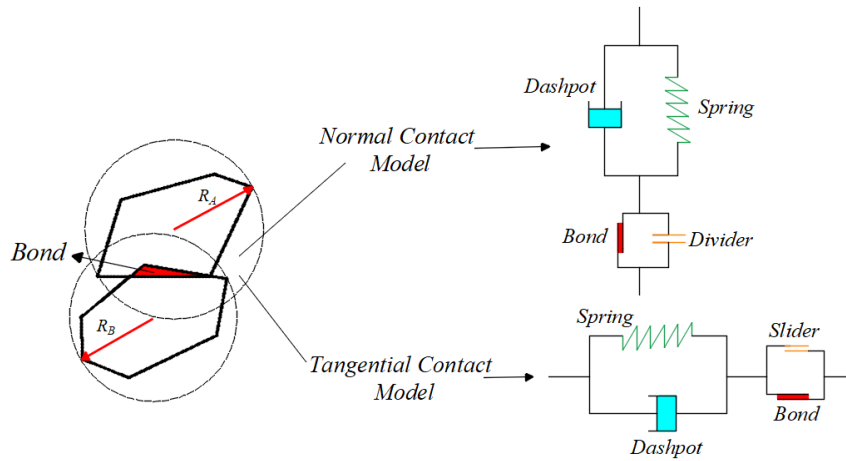 Dashpot
Spring
Normal Contact
Model
R_A
Bond
Bond
Divider
R_B
Spring
Slider
Tangential Contact
Model
Bond
Dashpot